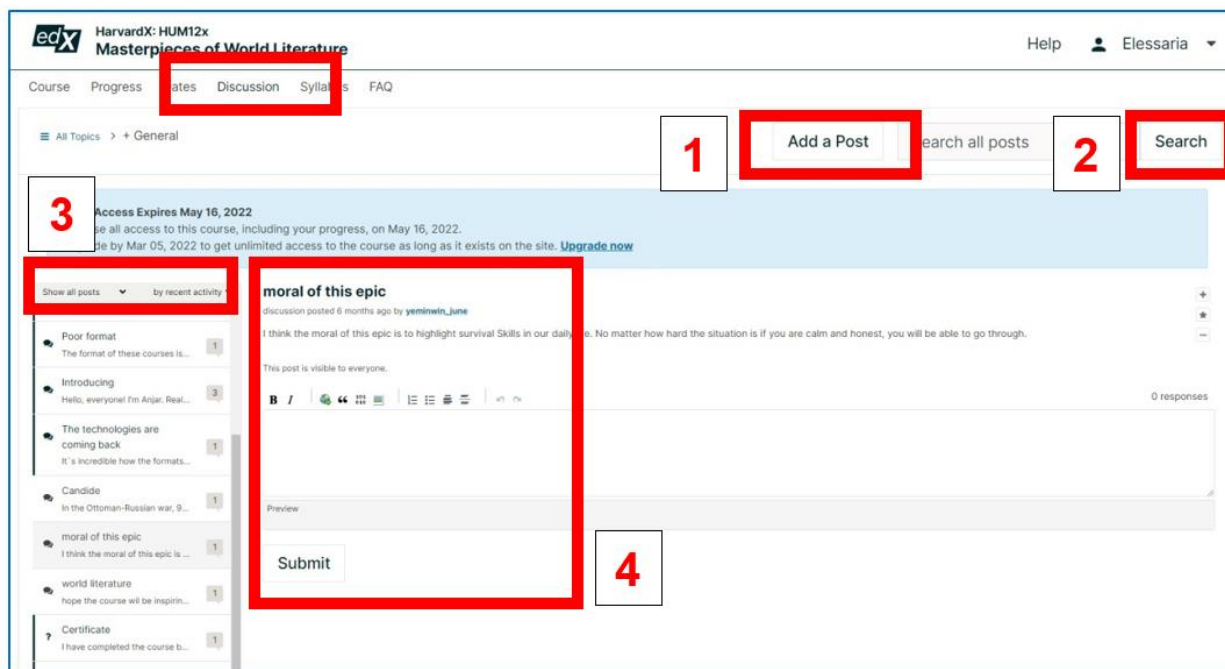 edX
HarvardX: HUM12x
Masterpieces of World Literature
Help
Elessaria
Course Progress ates Discussion Syllab s FAQ
All Topics > + General
1
Add a Post
earch all posts
2
Search
3
Access Expires May 16, 2022
se all access to this course, including your progress, on May 16, 2022.
de by Mar 05, 2022 to get unlimited access to the course as long as it exists on the site. Upgrade now
Show all posts by recent activity
Poor format
The format of these courses is...
1
Introducing
Hello, everyone! I'm Anjar. Real...
3
The technologies are
coming back
It´s incredible how the formats...
1
Candide
In the Ottoman-Russian war, 9...
1
moral of this epic
I think the moral of this epic is ...
1
world literature
hope the course wil be inspirin...
1
? Certificate
I have completed the course b...
1
moral of this epic
discussion posted 6 months ago by yeminwin_june
I think the moral of this epic is to highlight survival Skills in our daily e. No matter how hard the situation is if you are calm and honest, you will be able to go through.
This post is visible to everyone.
B I
0 responses
Preview
Submit
4